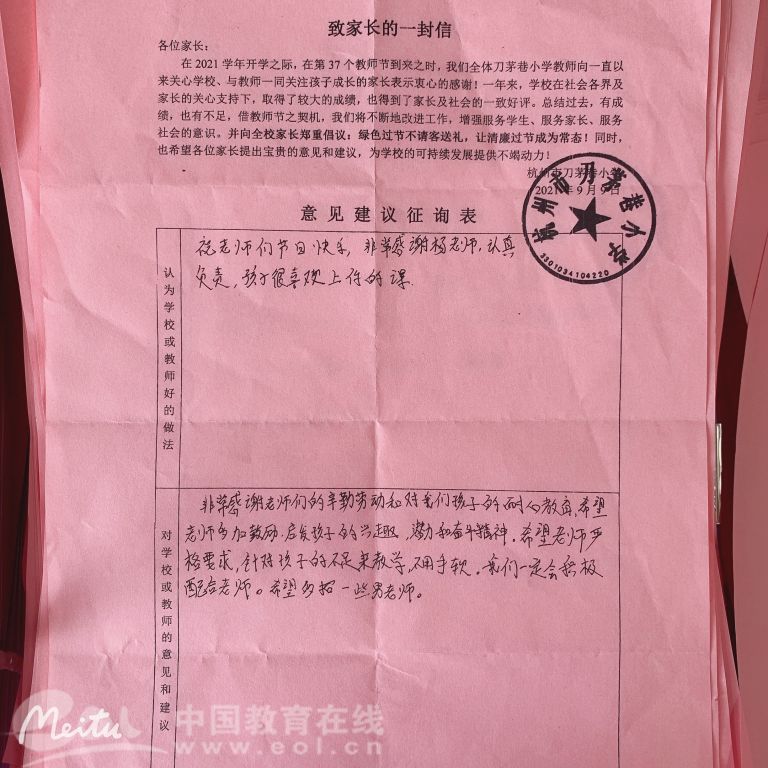 致家长的一封信
各位家长：
在 2021 学年开学之际，在第 37 个教师节到来之时，我们全体刀茅巷小学教师向一直以
来关心学校、与教师一同关注孩子成长的家长表示衷心的感谢！一年来，学校在社会各界及
家长的关心支持下，取得了较大的成绩，也得到了家长及社会的一致好评。总结过去，有成
绩，也有不足，借教师节之契机，我们将不断地改进工作，增强服务学生、服务家长、服务
社会的意识。并向全校家长郑重倡议：绿色过节不请客送礼，让清廉过节成为常态！同时，
也希望各位家长提出宝贵的意见和建议，为学校的可持续发展提供不竭动力！
杭州市刀茅巷小学
2021年9月9日
杭州市刀茅巷小学
3301034104220
意见建议征询表
认为学校或教师好的做法
祝老师们节日快乐，非常感谢杨老师，认真
负责，孩子很喜欢上你的课.
对学校或教师的意见和建议
非常感谢老师们的辛勤劳动和对我们孩子的耐心教育，希望
老师多加鼓励，启发孩子的学趣，潜力和奋斗精神。希望老师严
格要求，针对孩子的不足来教学，不用手软。我们一定会积极
配合老师。希望多招一些男老师。
Meitu
中国教育在线
www.eol.cn